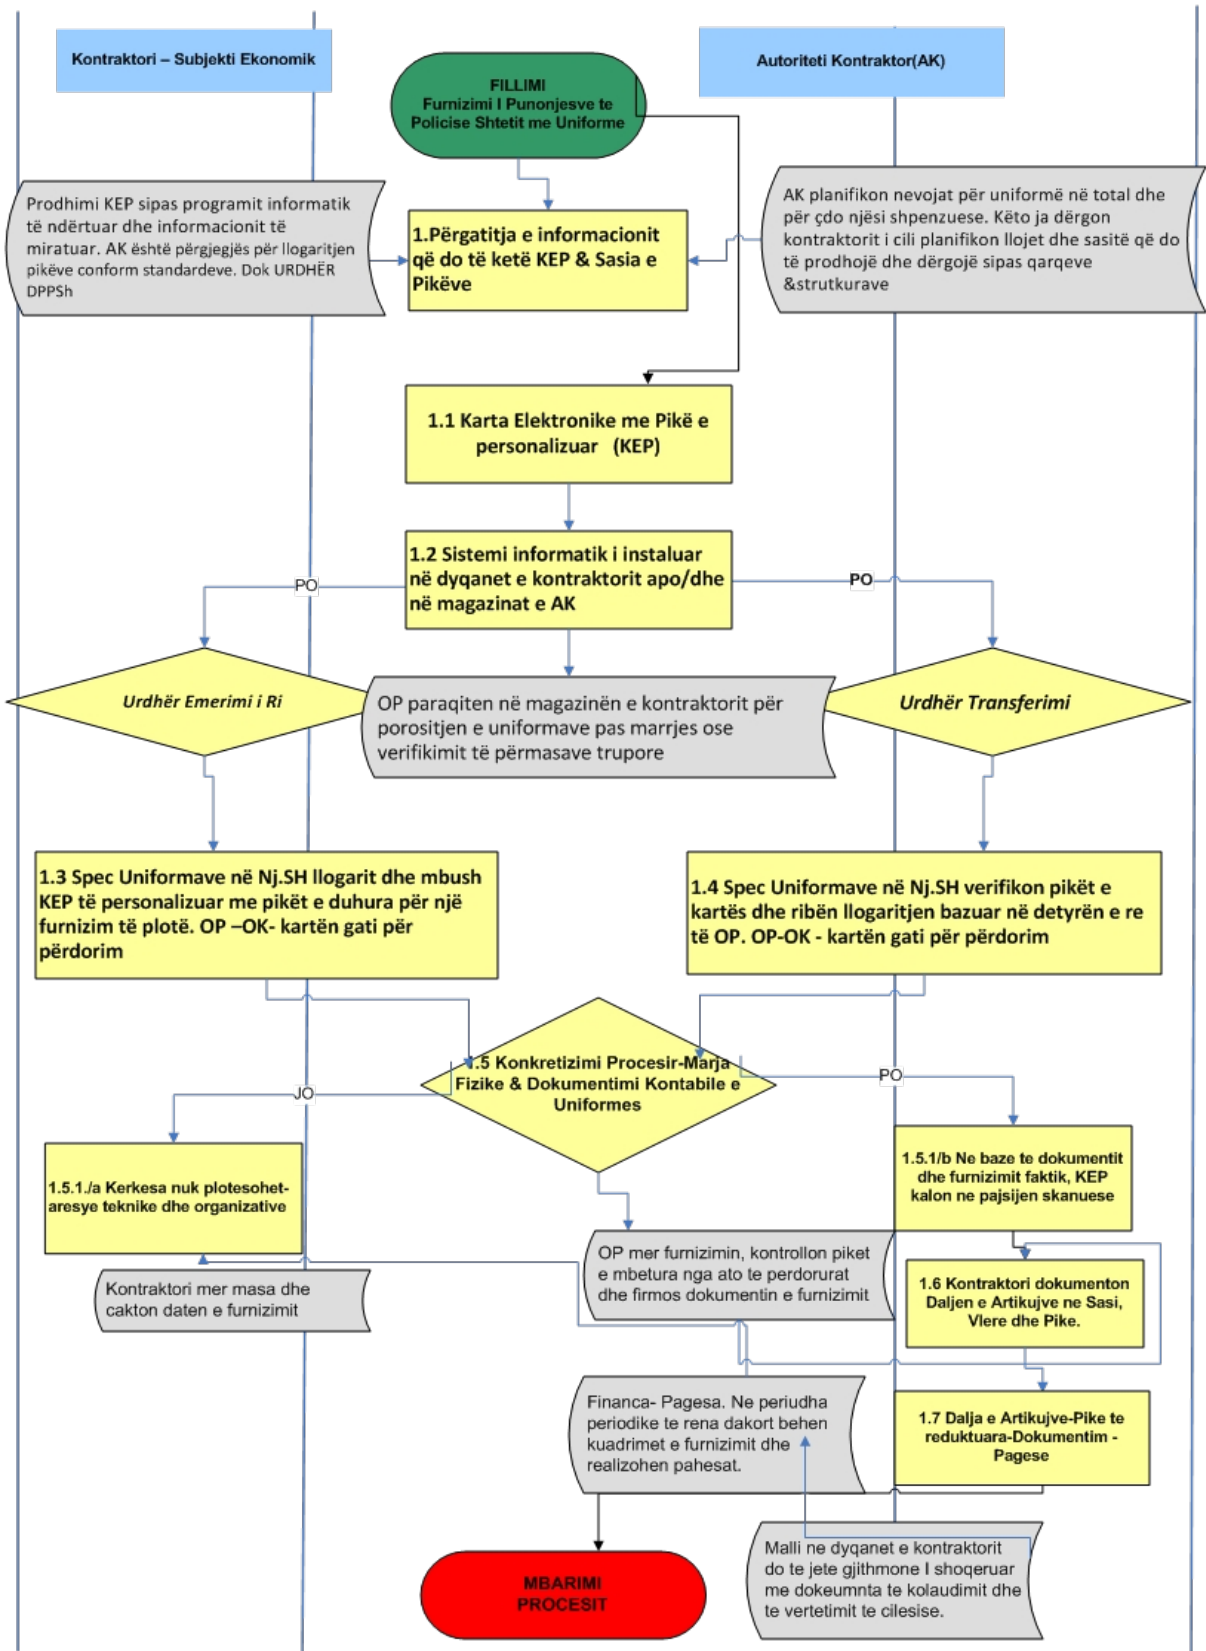 Kontraktori – Subjekti Ekonomik
Autoriteti Kontraktor(AK)
FILLIMI
Furnizimi I Punonjesve te
Policise Shtetit me Uniforme
Prodhimi KEP sipas programit informatik
të ndërtuar dhe informacionit të
miratuar. AK është përgjegjës për llogaritjen
pikëve conform standardeve. Dok URDHËR
DPPSh
1.Përgatitja e informacionit
që do të ketë KEP & Sasia e
Pikëve
AK planifikon nevojat për uniformë në total dhe
për çdo njësi shpenzuese. Këto ja dërgon
kontraktorit i cili planifikon llojet dhe sasitë që do
të prodhojë dhe dërgojë sipas qarqeve
&strutkurave
1.1 Karta Elektronike me Pikë e
personalizuar (KEP)
1.2 Sistemi informatik i instaluar
në dyqanet e kontraktorit apo/dhe
në magazinat e AK
PO
PO
Urdhër Emerimi i Ri
OP paraqiten në magazinën e kontraktorit për
porositjen e uniformave pas marrjes ose
verifikimit të përmasave trupore
Urdhër Transferimi
1.3 Spec Uniformave në Nj.SH llogarit dhe mbush
KEP të personalizuar me pikët e duhura për një
furnizim të plotë. OP –OK- kartën gati për
përdorim
1.4 Spec Uniformave në Nj.SH verifikon pikët e
kartës dhe ribën llogaritjen bazuar në detyrën e re
të OP. OP-OK - kartën gati për përdorim
1.5 Konkretizimi Procesir-Marja
Fizike & Dokumentimi Kontabile e
Uniformes
JO
PO
1.5.1./a Kerkesa nuk plotesohet-
aresye teknike dhe organizative
1.5.1/b Ne baze te dokumentit
dhe furnizimit faktik, KEP
kalon ne pajsijen skanuese
Kontraktori mer masa dhe
cakton daten e furnizimit
OP mer furnizimin, kontrollon piket
e mbetura nga ato te perdorurat
dhe firmos dokumentin e furnizimit
1.6 Kontraktori dokumenton
Daljen e Artikujve ne Sasi,
Vlere dhe Pike.
Financa- Pagesa. Ne periudha
periodike te rena dakort behen
kuadrimet e furnizimit dhe
realizohen pahesat.
1.7 Dalja e Artikujve-Pike te
reduktuara-Dokumentim -
Pagese
MBARIMI
PROCESIT
Malli ne dyqanet e kontraktorit
do te jete gjithmone I shoqeruar
me dokeumnta te kolaudimit dhe
te vertetimit te cilesise.